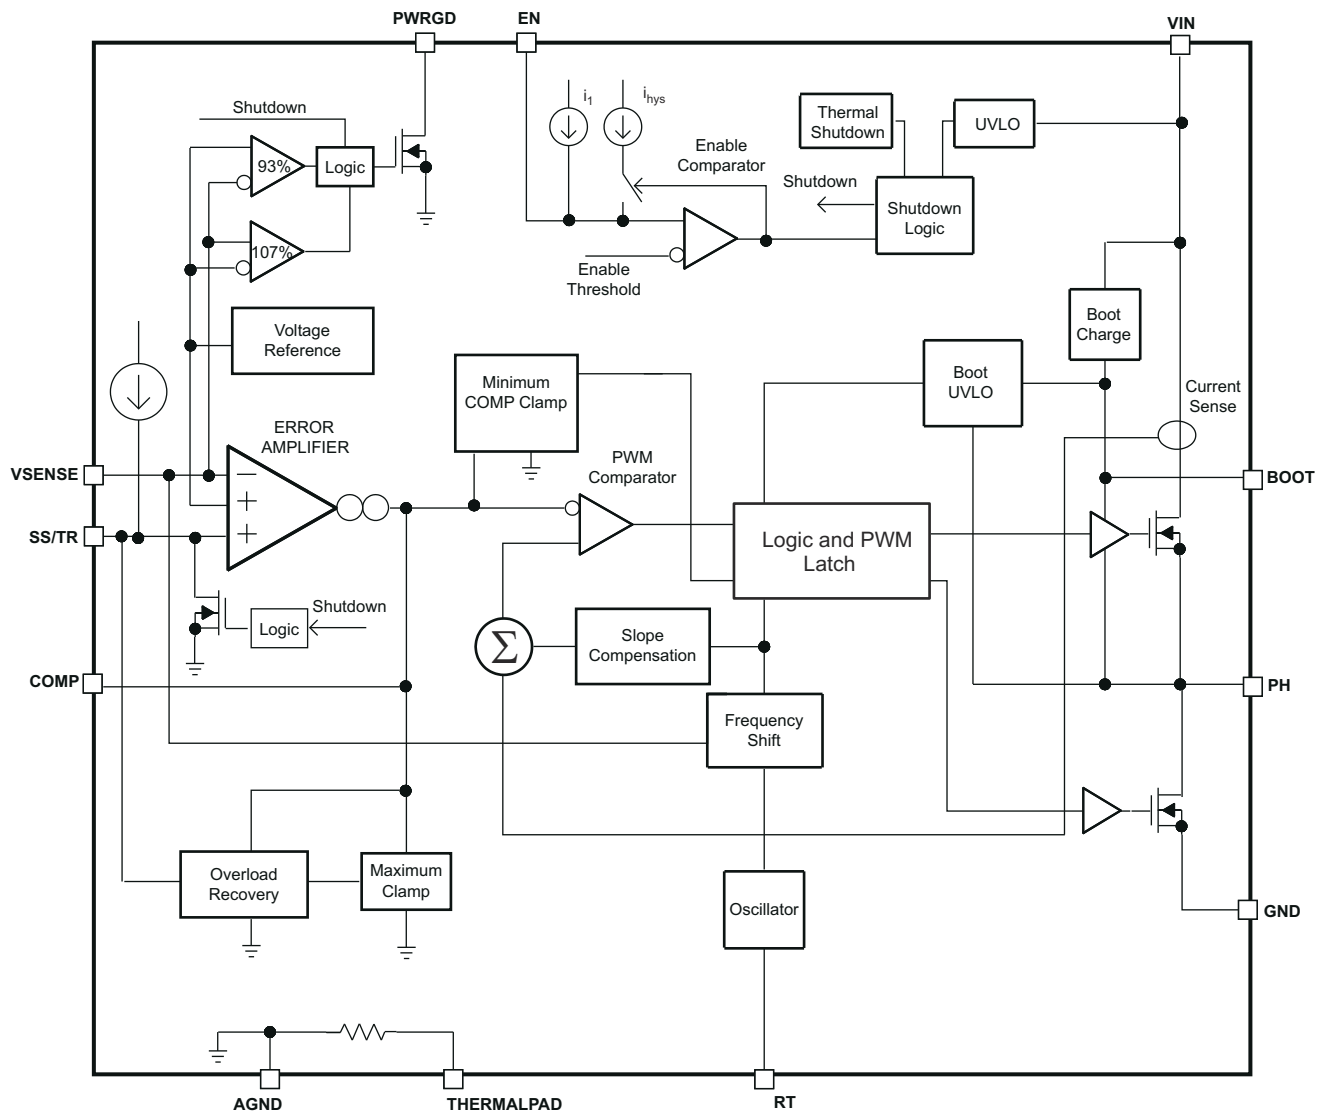 PWRGD
EN
VIN
Shutdown
i1
ihys
Thermal
Shutdown
UVLO
Enable
Comparator
93%
Logic
Shutdown
Shutdown
Logic
107%
Enable
Threshold
Voltage
Reference
Boot
Charge
Minimum
COMP Clamp
Boot
UVLO
Current
Sense
ERROR
AMPLIFIER
PWM
Comparator
VSENSE
BOOT
−
+
+
SS/TR
Logic and PWM
Latch
Shutdown
Logic
Σ
Slope
Compensation
COMP
PH
Frequency
Shift
Overload
Recovery
Maximum
Clamp
Oscillator
GND
AGND
THERMALPAD
RT